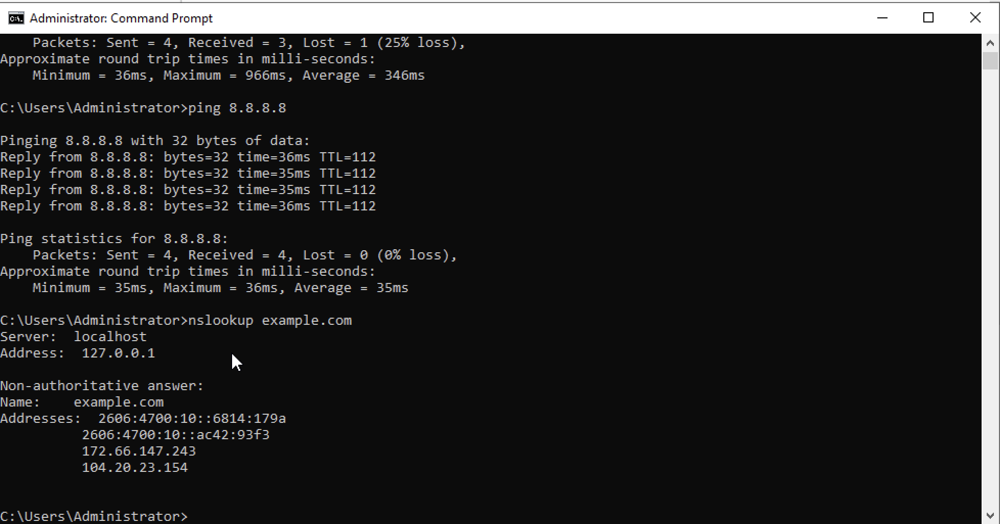 Administrator: Command Prompt
    Packets: Sent = 4, Received = 3, Lost = 1 (25% loss),
Approximate round trip times in milli-seconds:
    Minimum = 36ms, Maximum = 966ms, Average = 346ms

C:\Users\Administrator>ping 8.8.8.8

Pinging 8.8.8.8 with 32 bytes of data:
Reply from 8.8.8.8: bytes=32 time=36ms TTL=112
Reply from 8.8.8.8: bytes=32 time=35ms TTL=112
Reply from 8.8.8.8: bytes=32 time=35ms TTL=112
Reply from 8.8.8.8: bytes=32 time=36ms TTL=112

Ping statistics for 8.8.8.8:
    Packets: Sent = 4, Received = 4, Lost = 0 (0% loss),
Approximate round trip times in milli-seconds:
    Minimum = 35ms, Maximum = 36ms, Average = 35ms

C:\Users\Administrator>nslookup example.com
Server:  localhost
Address:  127.0.0.1

Non-authoritative answer:
Name:    example.com
Addresses:  2606:4700:10::6814:179a
          2606:4700:10::ac42:93f3
          172.66.147.243
          104.20.23.154

C:\Users\Administrator>